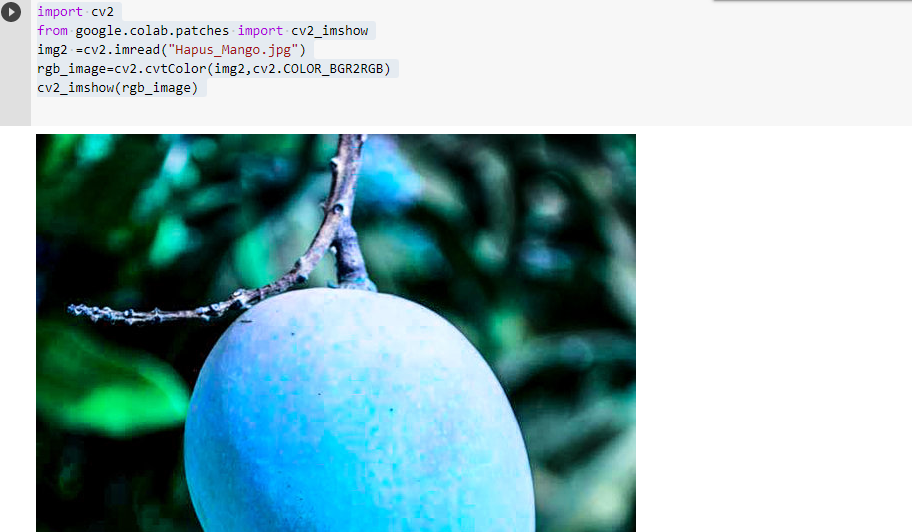 import cv2
from google.colab.patches import cv2_imshow
img2 =cv2.imread("Hapus_Mango.jpg")
rgb_image=cv2.cvtColor(img2,cv2.COLOR_BGR2RGB)
cv2_imshow(rgb_image)